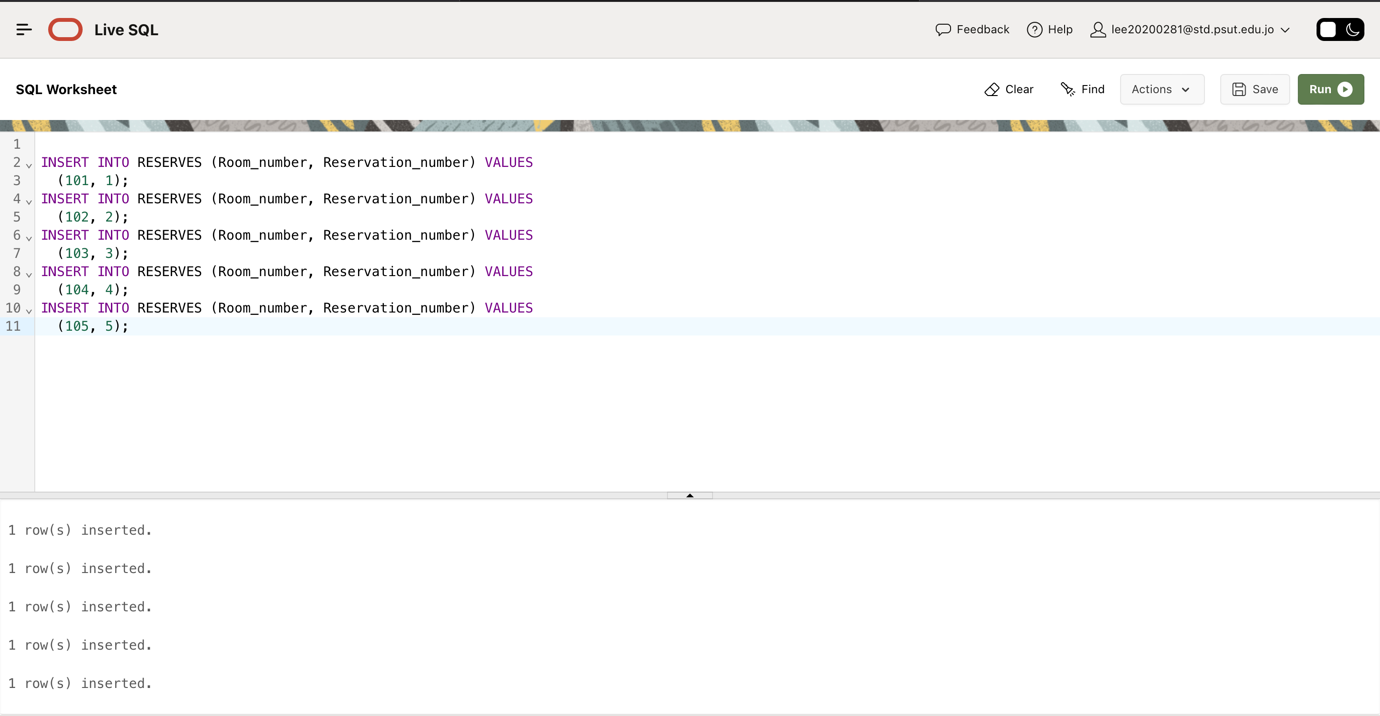 Live SQL
Feedback
Help
lee20200281@std.psut.edu.jo
SQL Worksheet
Clear
Find
Actions
Save
Run
1
2 INSERT INTO RESERVES (Room_number, Reservation_number) VALUES
3 (101, 1);
4 INSERT INTO RESERVES (Room_number, Reservation_number) VALUES
5 (102, 2);
6 INSERT INTO RESERVES (Room_number, Reservation_number) VALUES
7 (103, 3);
8 INSERT INTO RESERVES (Room_number, Reservation_number) VALUES
9 (104, 4);
10 INSERT INTO RESERVES (Room_number, Reservation_number) VALUES
11 (105, 5);
1 row(s) inserted.
1 row(s) inserted.
1 row(s) inserted.
1 row(s) inserted.
1 row(s) inserted.